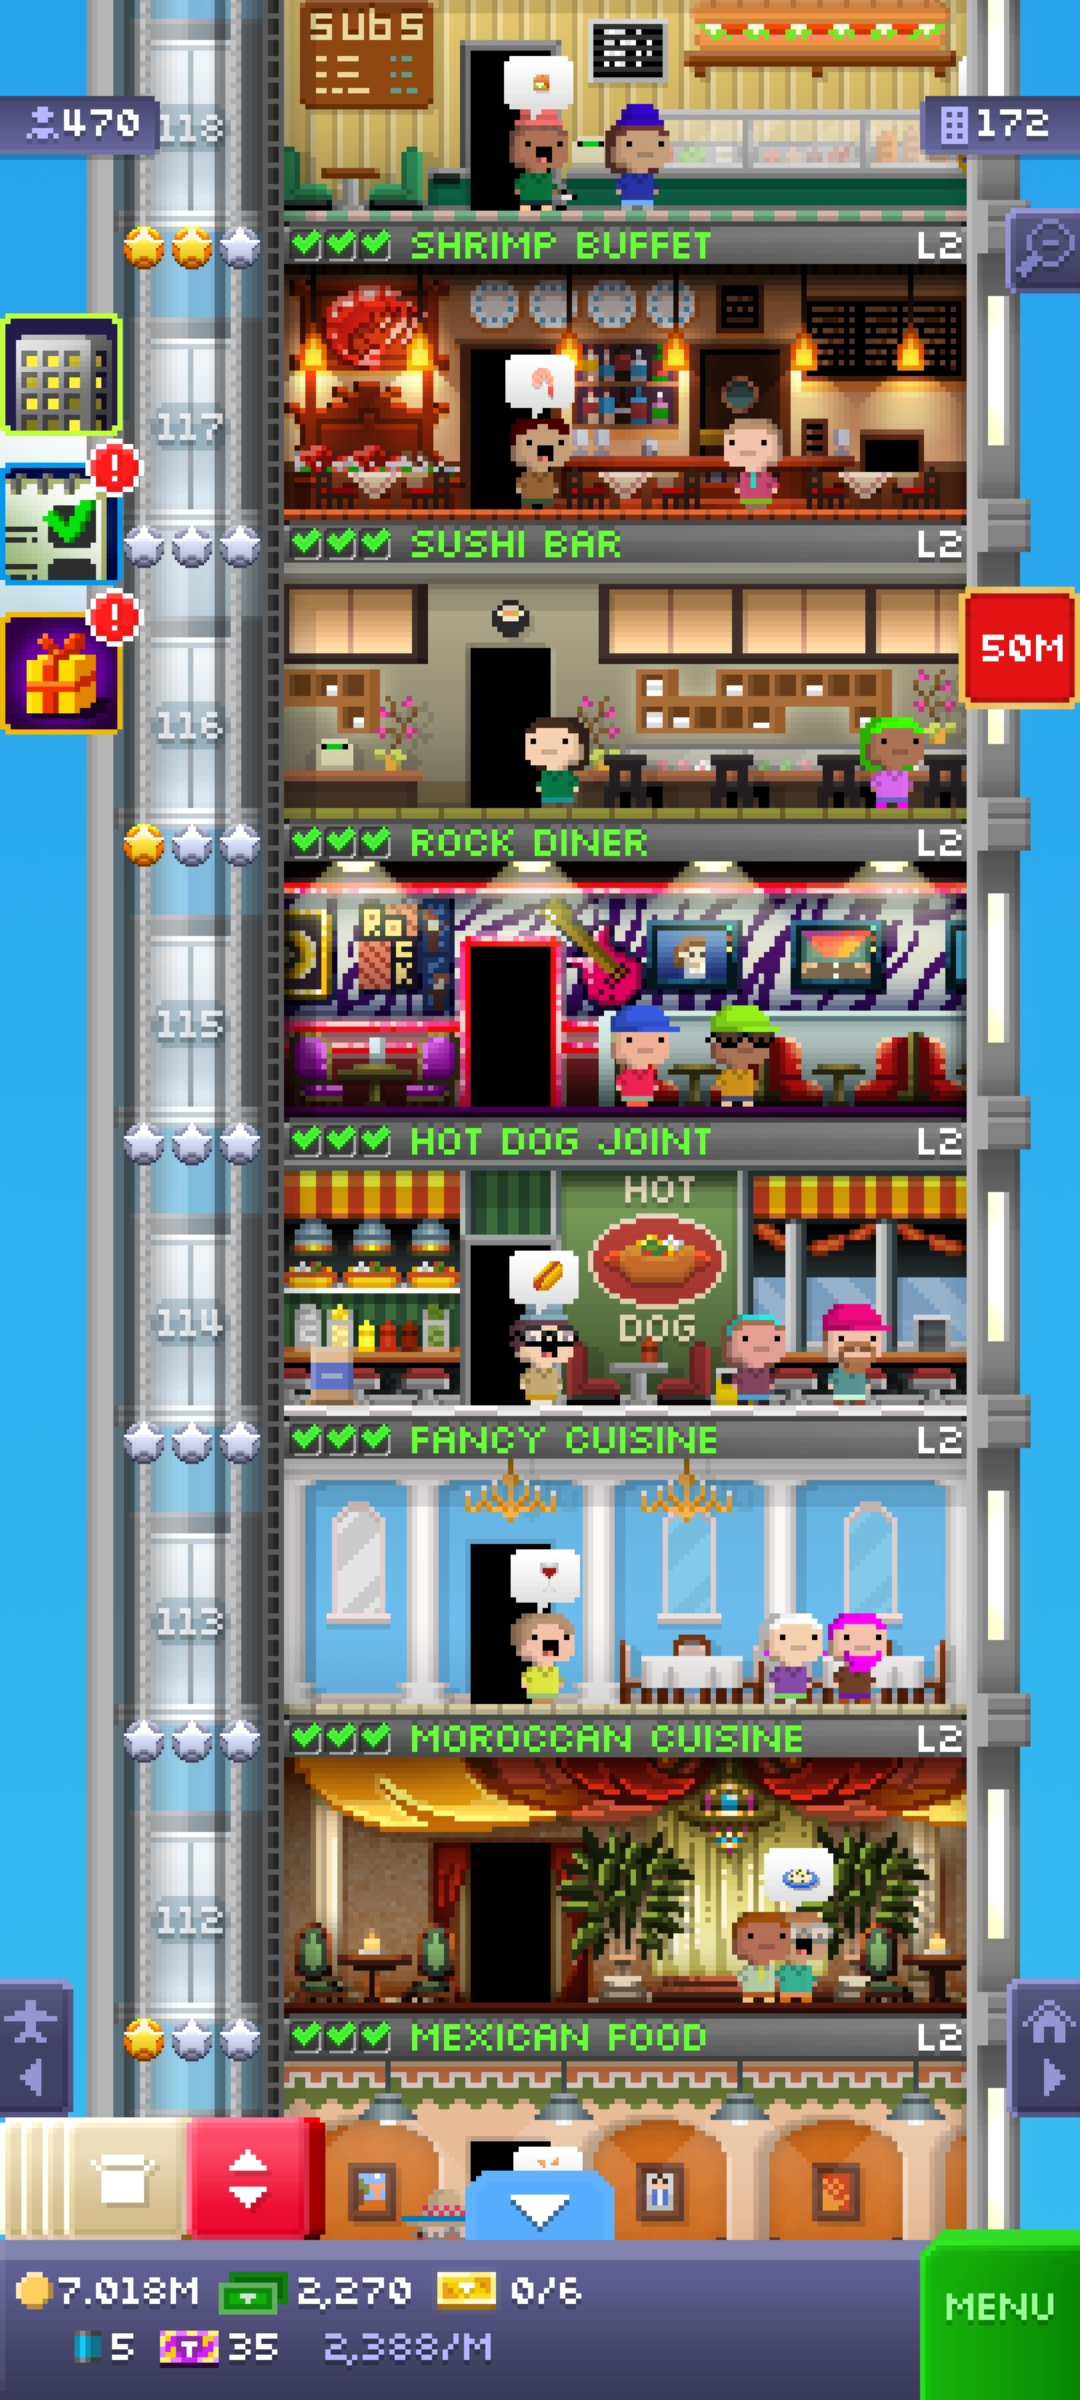 SUBS
470
118
172
SHRIMP BUFFET L2
117
SUSHI BAR L2
50M
116
ROCK DINER L2
ROCK
115
HOT DOG JOINT L2
HOT
DOG
114
FANCY CUISINE L2
113
MOROCCAN CUISINE L2
112
MEXICAN FOOD L2
7.018M 2,270 0/6
5 T 35 2,388/M
MENU